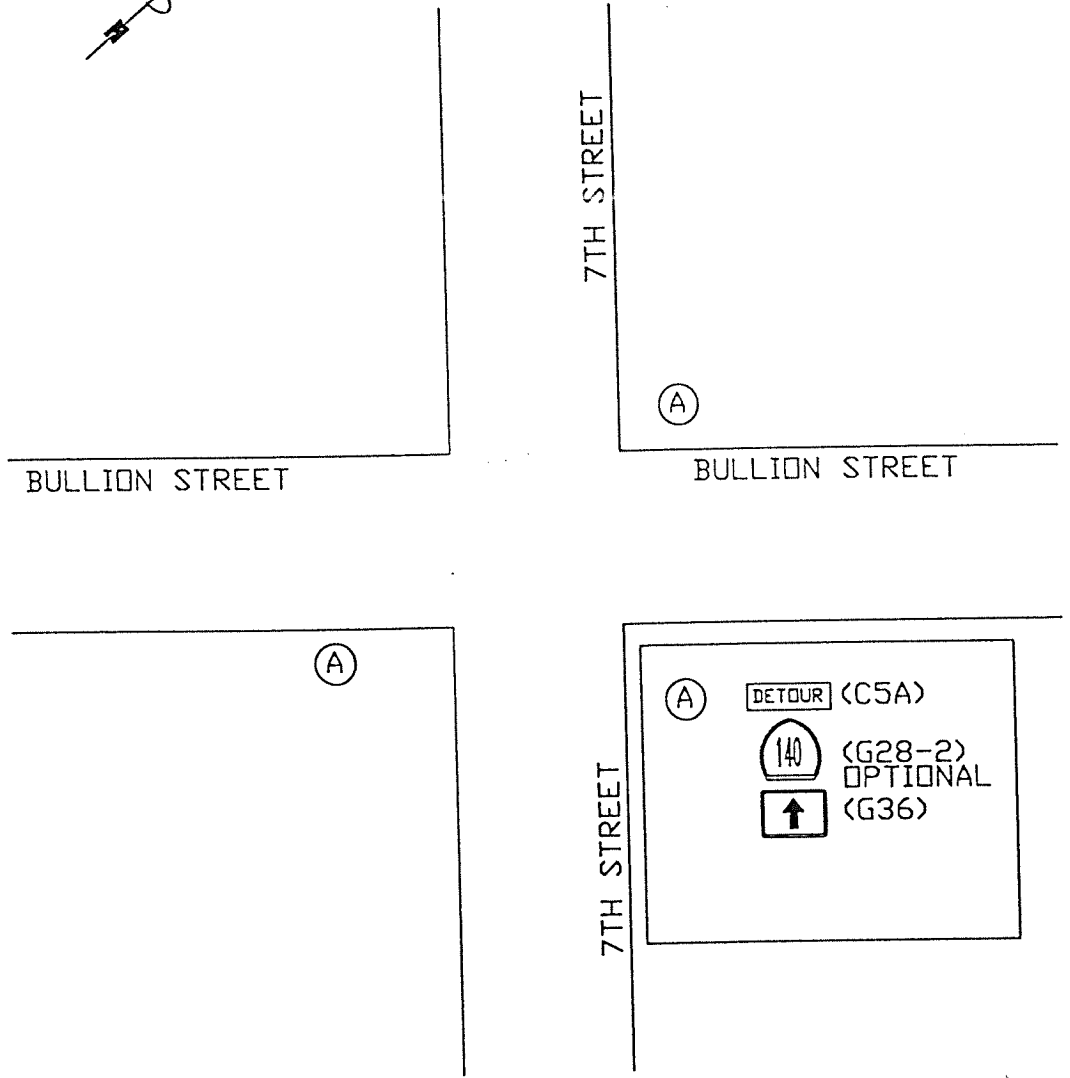 7TH STREET
A
BULLION STREET
BULLION STREET
A
A
DETOUR (C5A)
140
(G28-2)
OPTIONAL
(G36)
7TH STREET